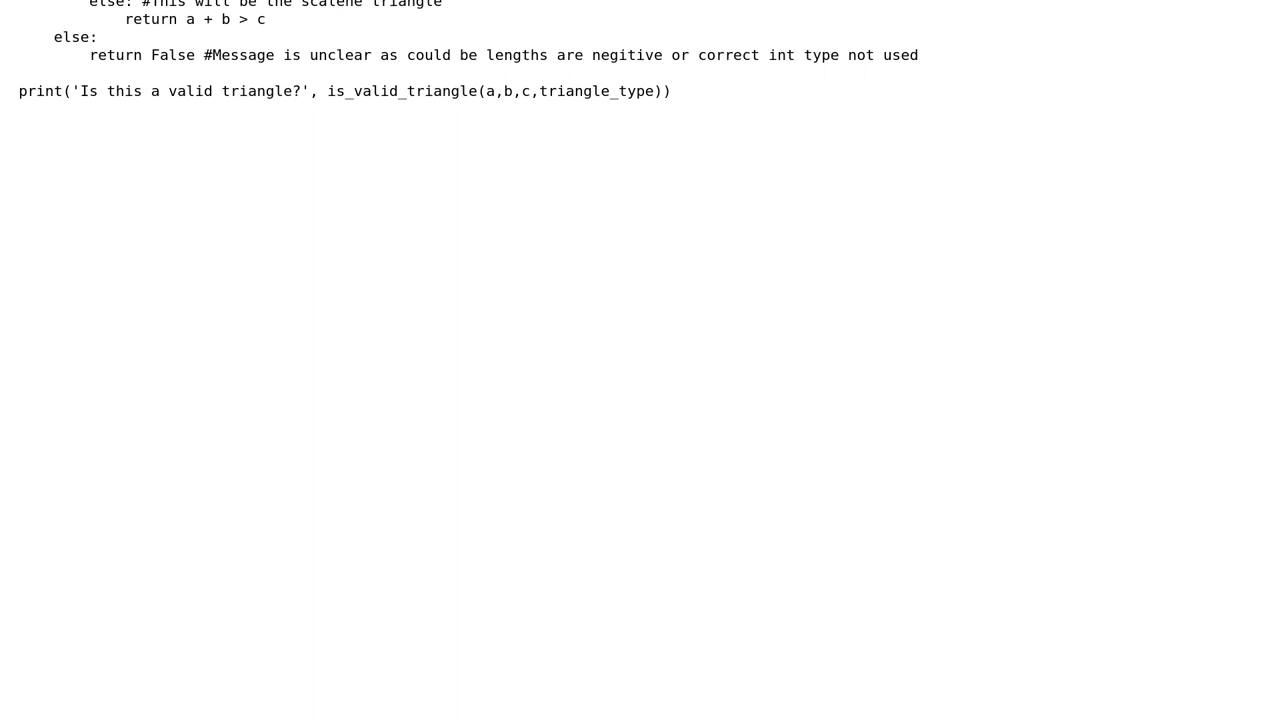 else: #This will be the scalene triangle
return a + b > c
else:
return False #Message is unclear as could be lengths are negitive or correct int type not used
print('Is this a valid triangle?', is_valid_triangle(a,b,c,triangle_type))